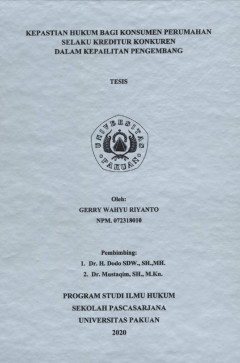 KEPASTIAN HUKUM BAGI KONSUMEN PERUMAHAN
SELAKU KREDITUR KONKUREN
DALAM KEPAILITAN PENGEMBANG
TESIS
UNIVERSITAS
PAKUAN
Oleh:
GERRY WAHYU RIYANTO
NPM. 072318010
Pembimbing:
1. Dr. H. Dodo SDW., SH.,MH.
2. Dr. Mustaqim, SH., M.Kn.
PROGRAM STUDI ILMU HUKUM
SEKOLAH PASCASARJANA
UNIVERSITAS PAKUAN
2020